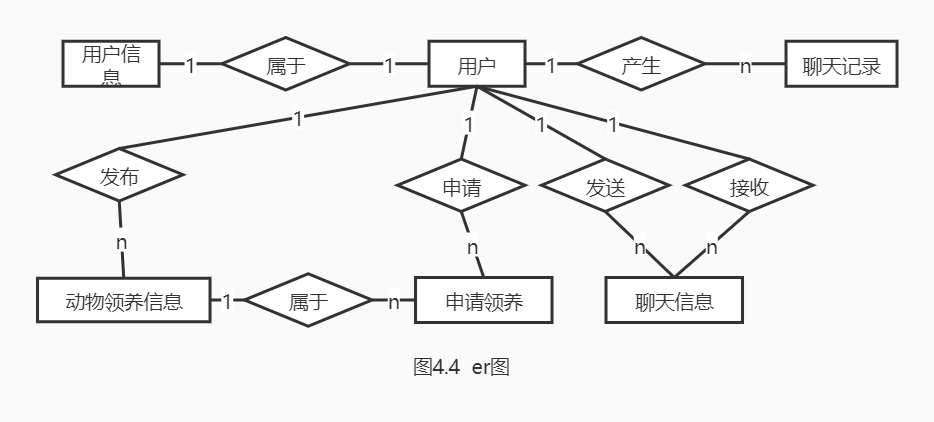 用户信
息
1
属于
1
用户
1
产生
n
聊天记录
1
1
1
1
发布
申请
发送
接收
n
n
n
n
动物领养信息
1
属于
n
申请领养
聊天信息
图4.4 er图